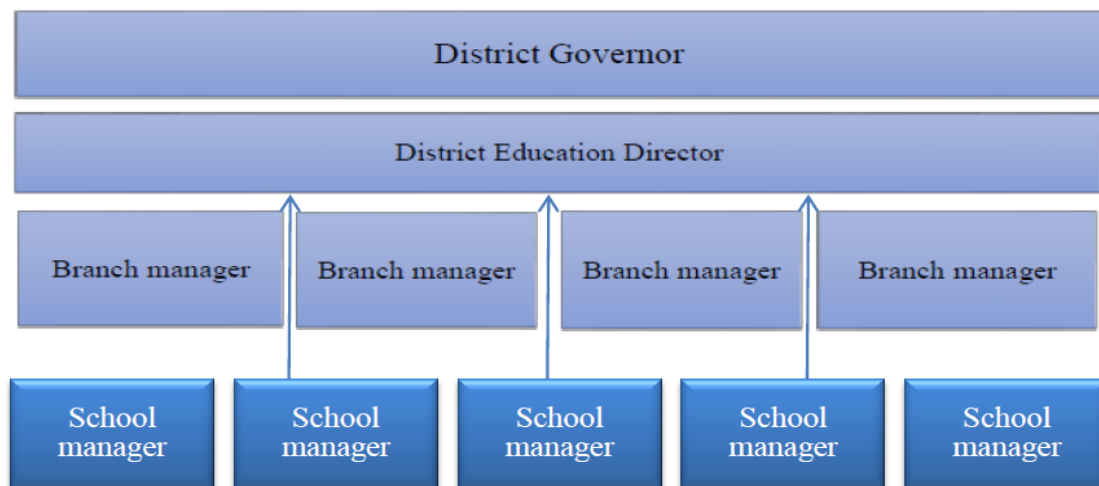 District Governor
District Education Director
Branch manager
Branch manager
Branch manager
Branch manager
School
manager
School
manager
School
manager
School
manager
School
manager